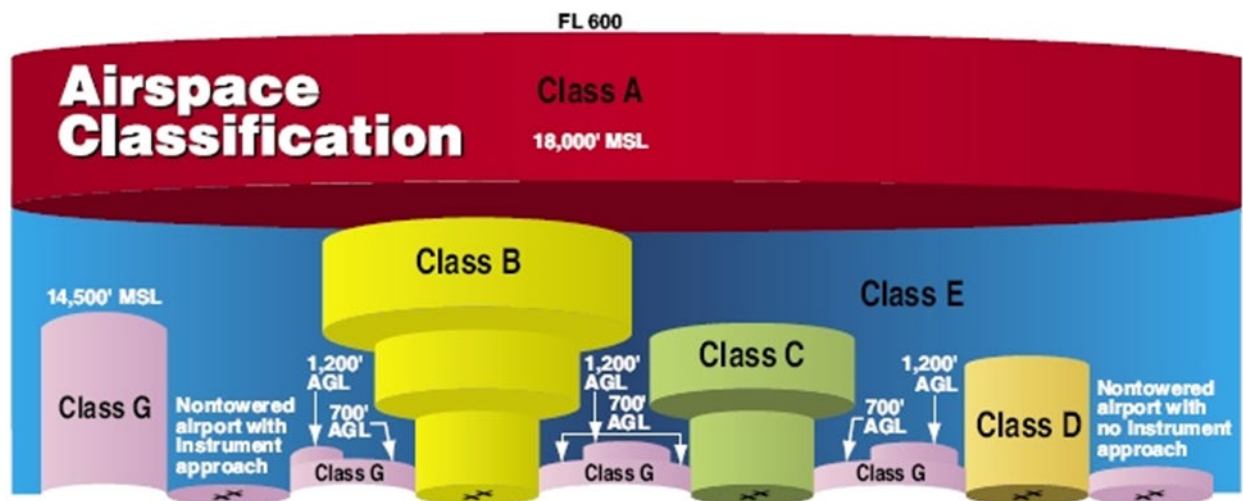 FL 600
Airspace
Classification
Class A
18,000' MSL
Class B
Class E
14,500' MSL
Class C
1,200'
AGL
1,200'
AGL
1,200'
AGL
Class G
Nontowered
airport with
Instrument
approach
700'
AGL
700'
AGL
700'
AGL
Class D
Nontowered
airport with
no Instrument
approach
Class G
Class G
Class G